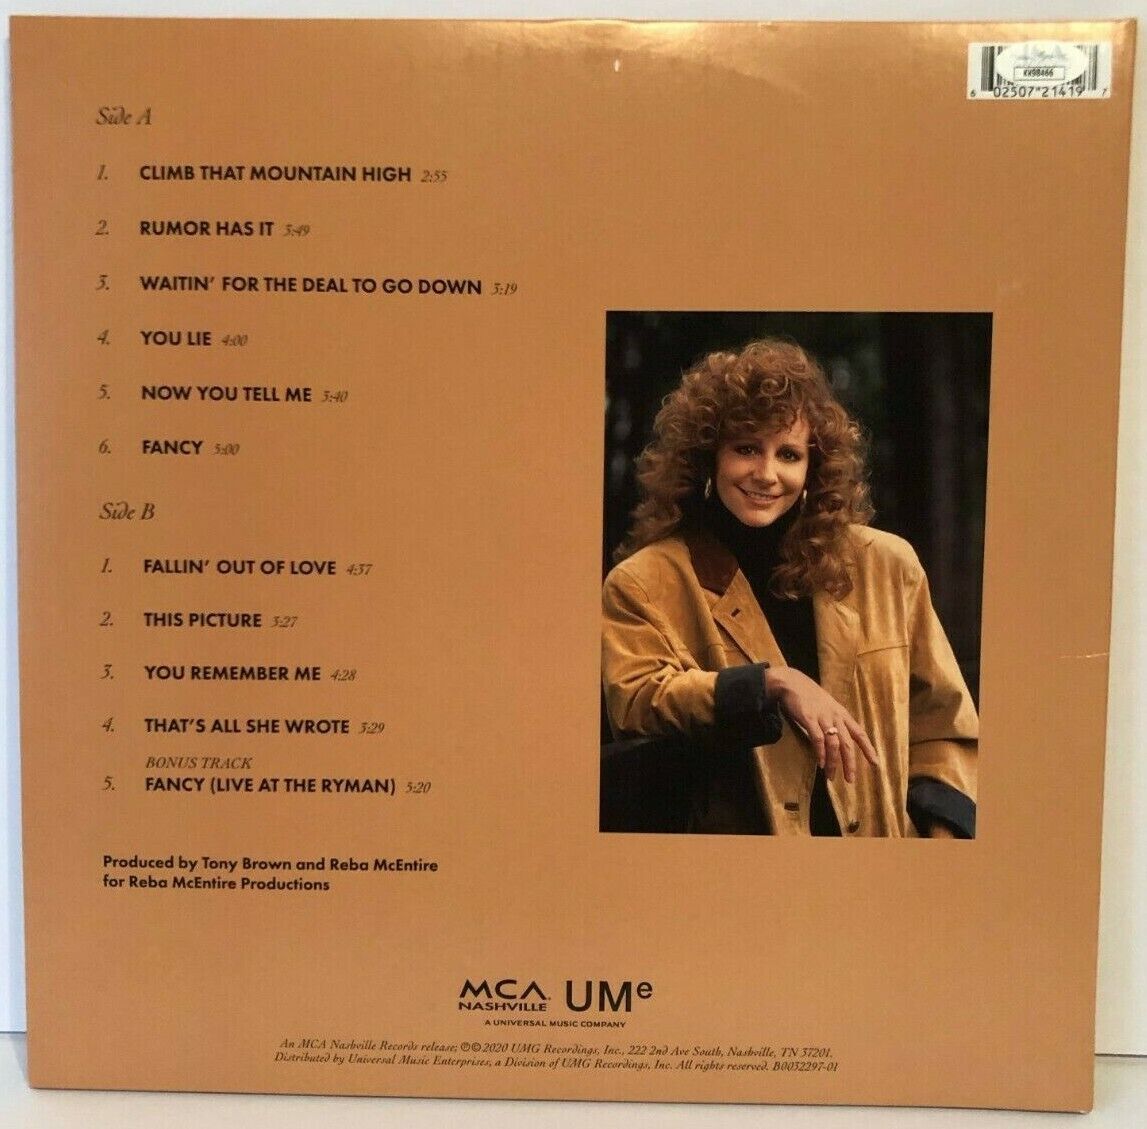 Side A
1. CLIMB THAT MOUNTAIN HIGH 2:55
2. RUMOR HAS IT 3:49
3. WAITIN' FOR THE DEAL TO GO DOWN 3:19
4. YOU LIE 4:00
5. NOW YOU TELL ME 3:40
6. FANCY 5:00
Side B
1. FALLIN' OUT OF LOVE 4:37
2. THIS PICTURE 3:27
3. YOU REMEMBER ME 4:28
4. THAT'S ALL SHE WROTE 3:29
BONUS TRACK
5. FANCY (LIVE AT THE RYMAN) 5:20
Produced by Tony Brown and Reba McEntire
for Reba McEntire Productions
KK98466
6 02507"21419 7
MCA UMe
NASHVILLE
A UNIVERSAL MUSIC COMPANY
An MCA Nashville Records release; ℗©2020 UMG Recordings, Inc., 222 2nd Ave South, Nashville, TN 37201.
Distributed by Universal Music Enterprises, a Division of UMG Recordings, Inc. All rights reserved. B0032297-01